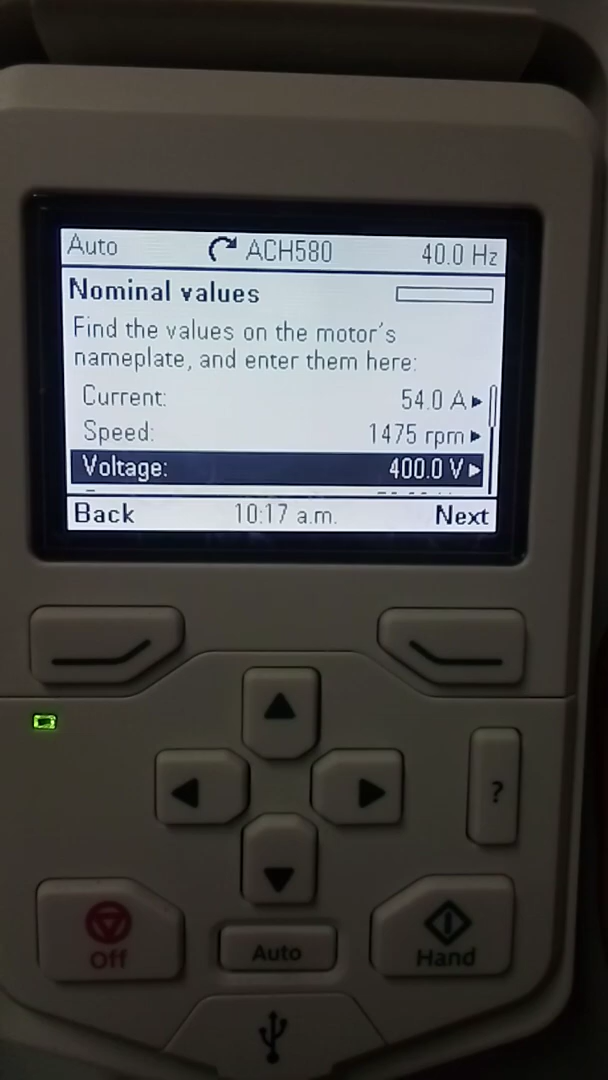 Auto ACH580 40.0 Hz
Nominal values
Find the values on the motor's
nameplate, and enter them here:
Current: 54.0 A
Speed: 1475 rpm
Voltage: 400.0 V
Back 10:17 a.m. Next
?
Off Auto Hand